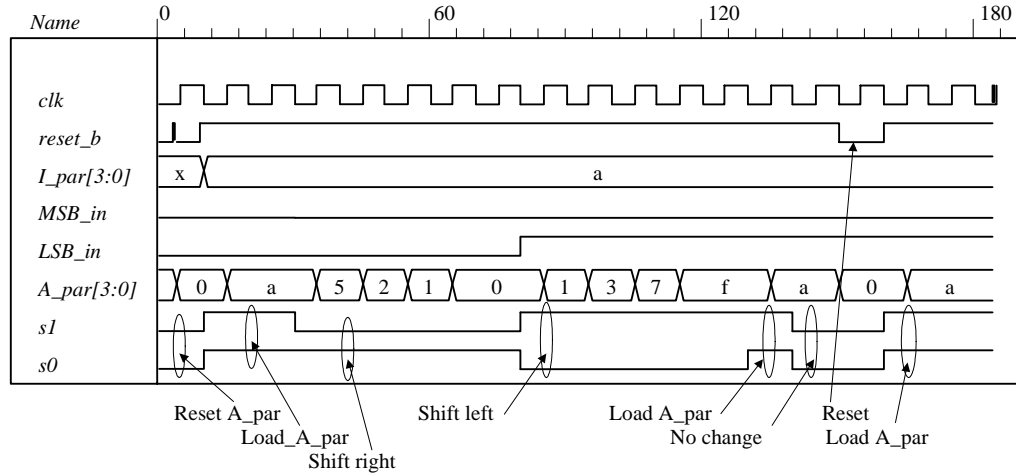 Name 0 60 120 180
clk
reset_b
I_par[3:0] x a
MSB_in
LSB_in
A_par[3:0] 0 a 5 2 1 0 1 3 7 f a 0 a
s1
s0
Reset A_par Shift left Load A_par Reset
Load_A_par No change Load A_par
Shift right